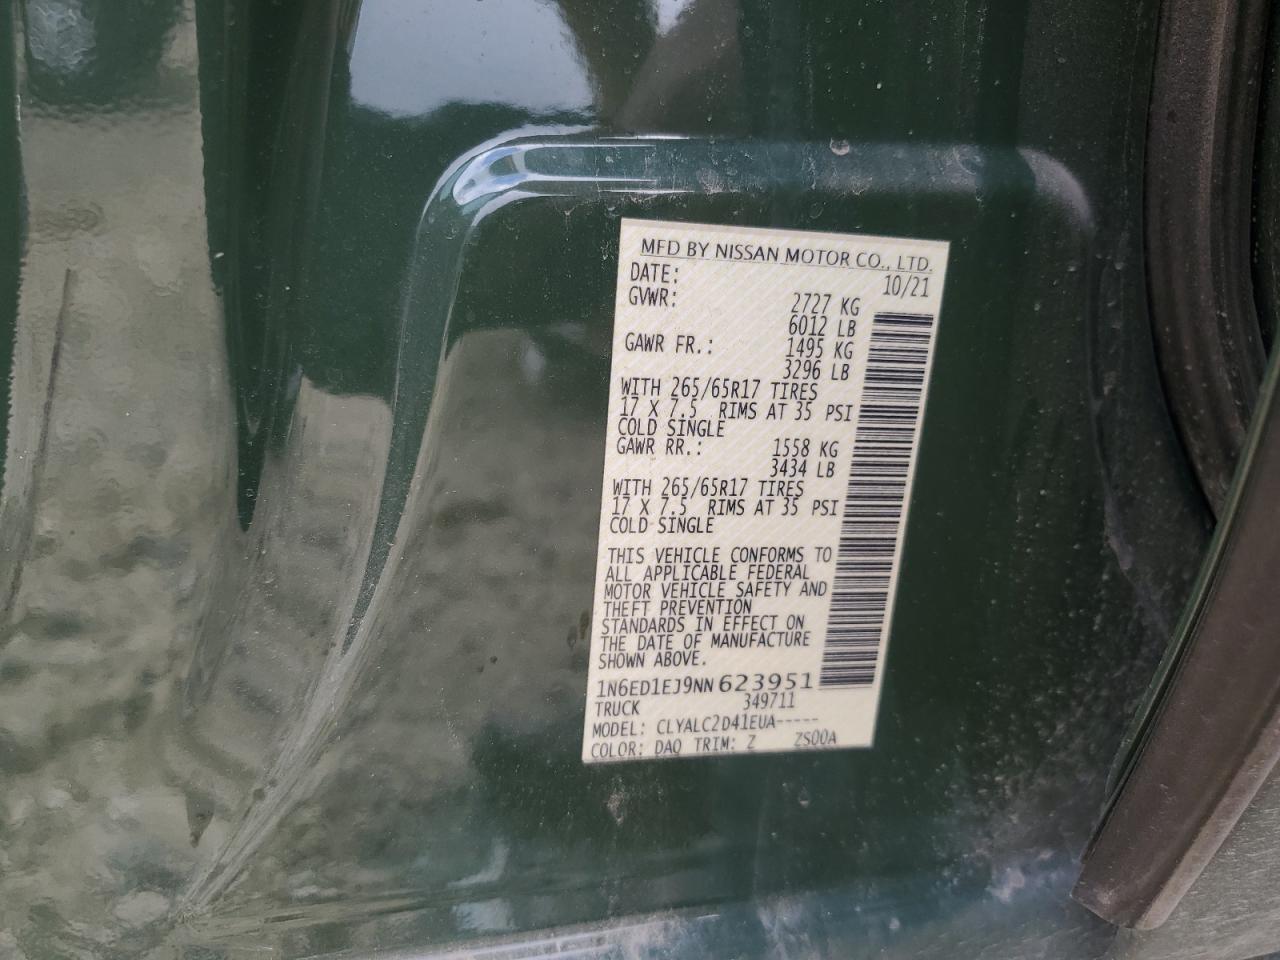 MFD BY NISSAN MOTOR CO., LTD.
DATE: 10/21
GVWR: 2727 KG
6012 LB
GAWR FR.: 1495 KG
3296 LB
WITH 265/65R17 TIRES
17 X 7.5 RIMS AT 35 PSI
COLD SINGLE
GAWR RR.: 1558 KG
3434 LB
WITH 265/65R17 TIRES
17 X 7.5 RIMS AT 35 PSI
COLD SINGLE
THIS VEHICLE CONFORMS TO
ALL APPLICABLE FEDERAL
MOTOR VEHICLE SAFETY AND
THEFT PREVENTION
STANDARDS IN EFFECT ON
THE DATE OF MANUFACTURE
SHOWN ABOVE.
1N6ED1EJ9NN623951
TRUCK 349711
MODEL: CLYALC2D41EUA-----
COLOR: DAQ TRIM: Z ZS00A